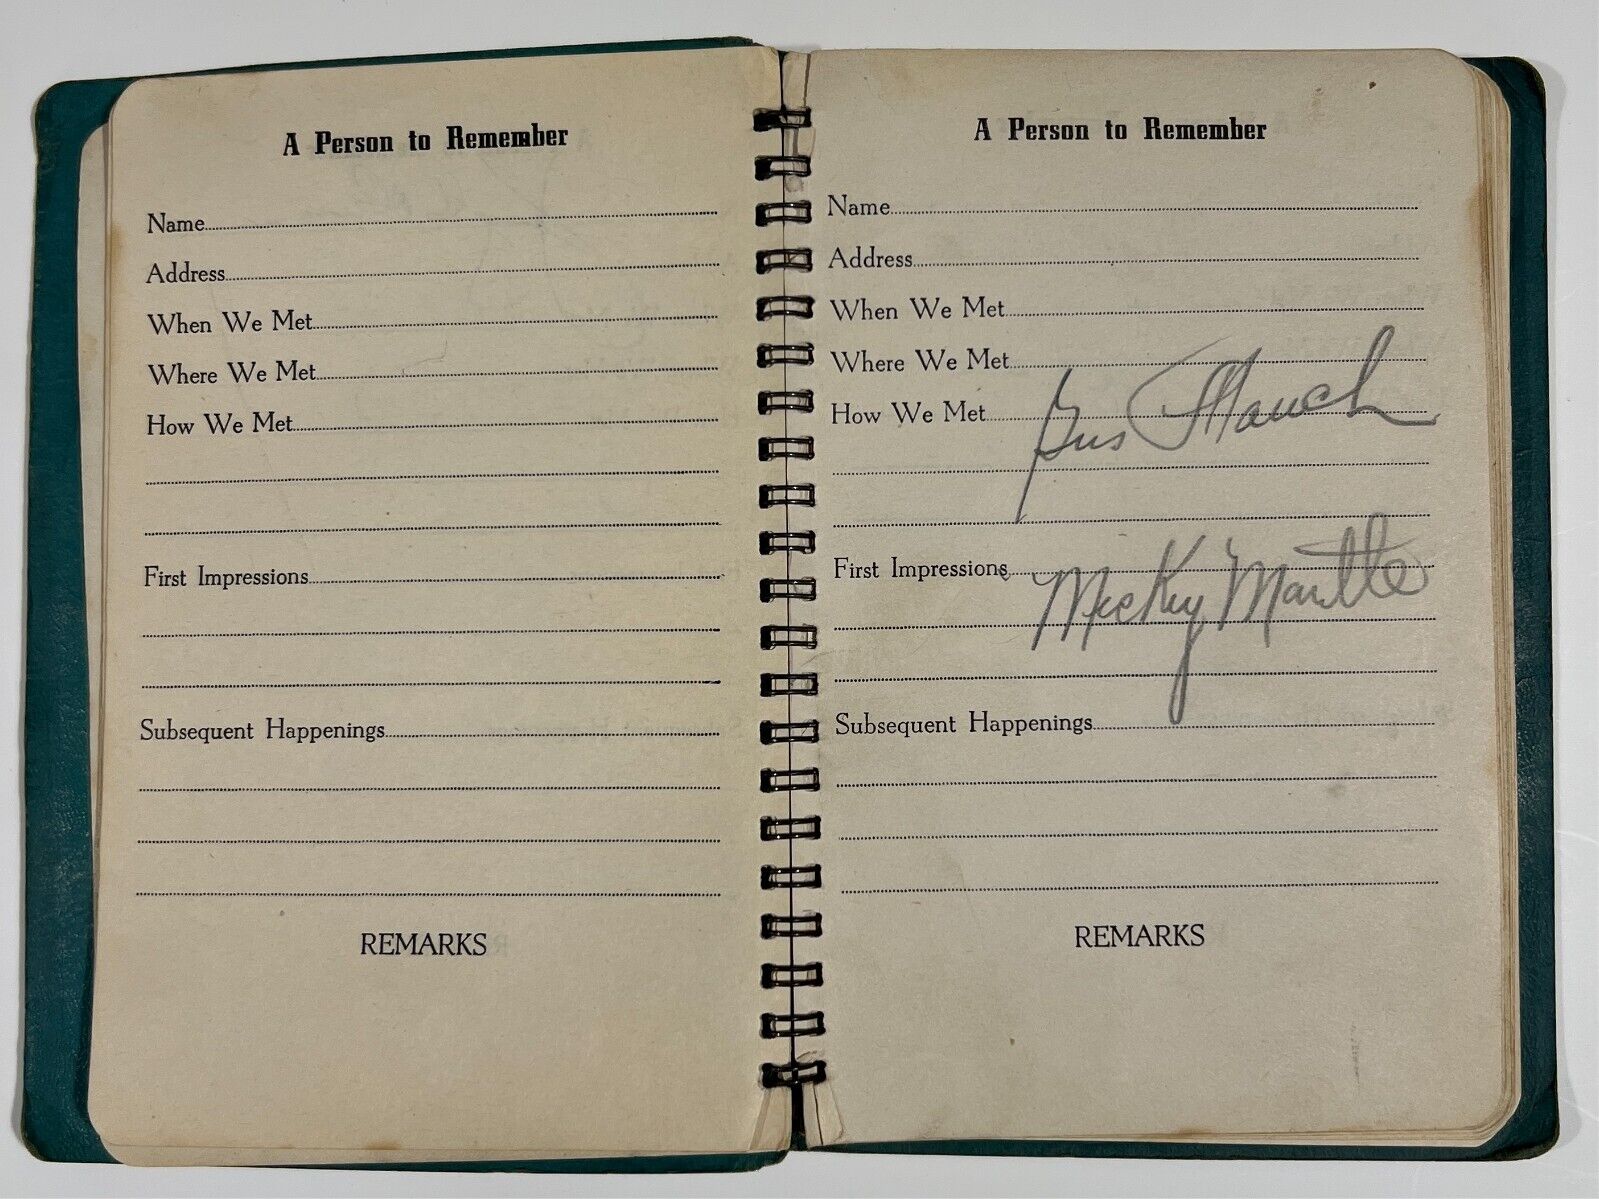 A Person to Remember
Name
Address
When We Met
Where We Met
How We Met
First Impressions
Subsequent Happenings
REMARKS
A Person to Remember
Name
Address
When We Met
Where We Met
How We Met
Gus Mauch
First Impressions
Mickey Mantle
Subsequent Happenings
REMARKS